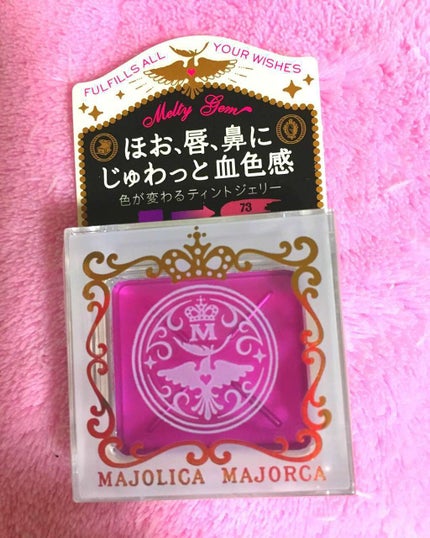 FULFILLS ALL YOUR WISHES
Melty Gem
ほお、唇、鼻に
じゅわっと血色感
色が変わるティントジェリー
73
M
MAJOLICA MAJORCA